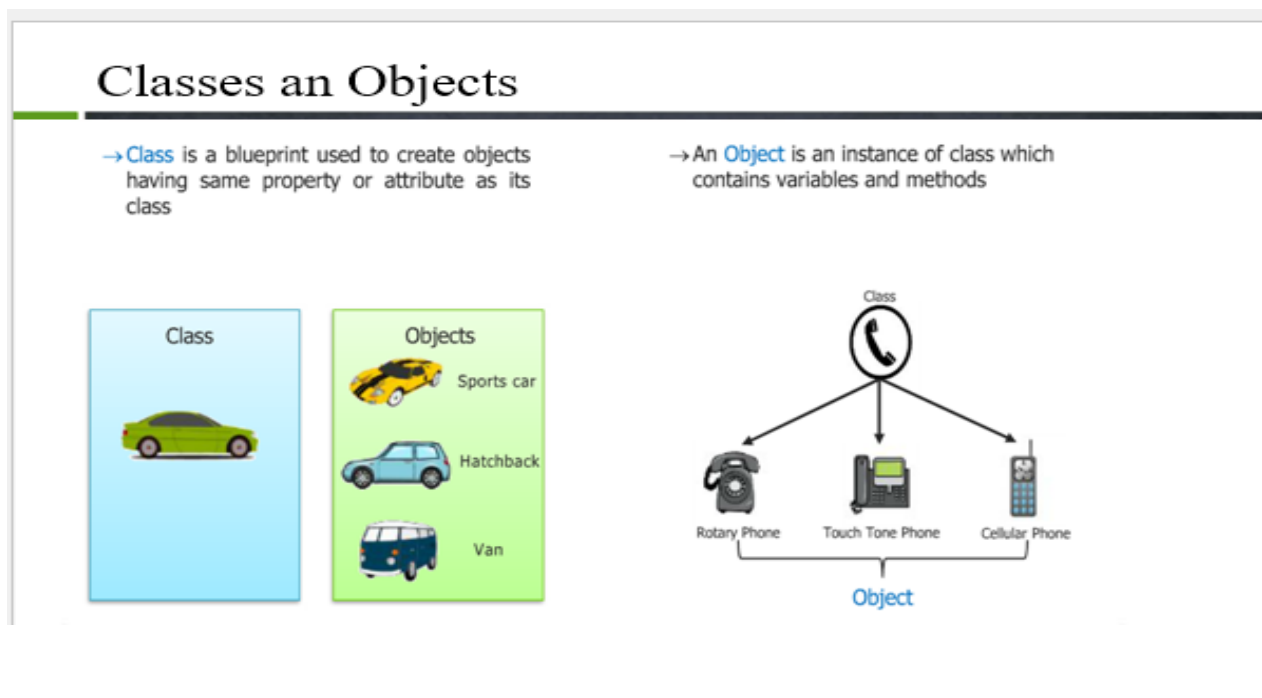 Classes an Objects
→Class is a blueprint used to create objects
having same property or attribute as its
class
→An Object is an instance of class which
contains variables and methods
Class
Objects
Sports car
Hatchback
Van
Class
Rotary Phone
Touch Tone Phone
Cellular Phone
Object